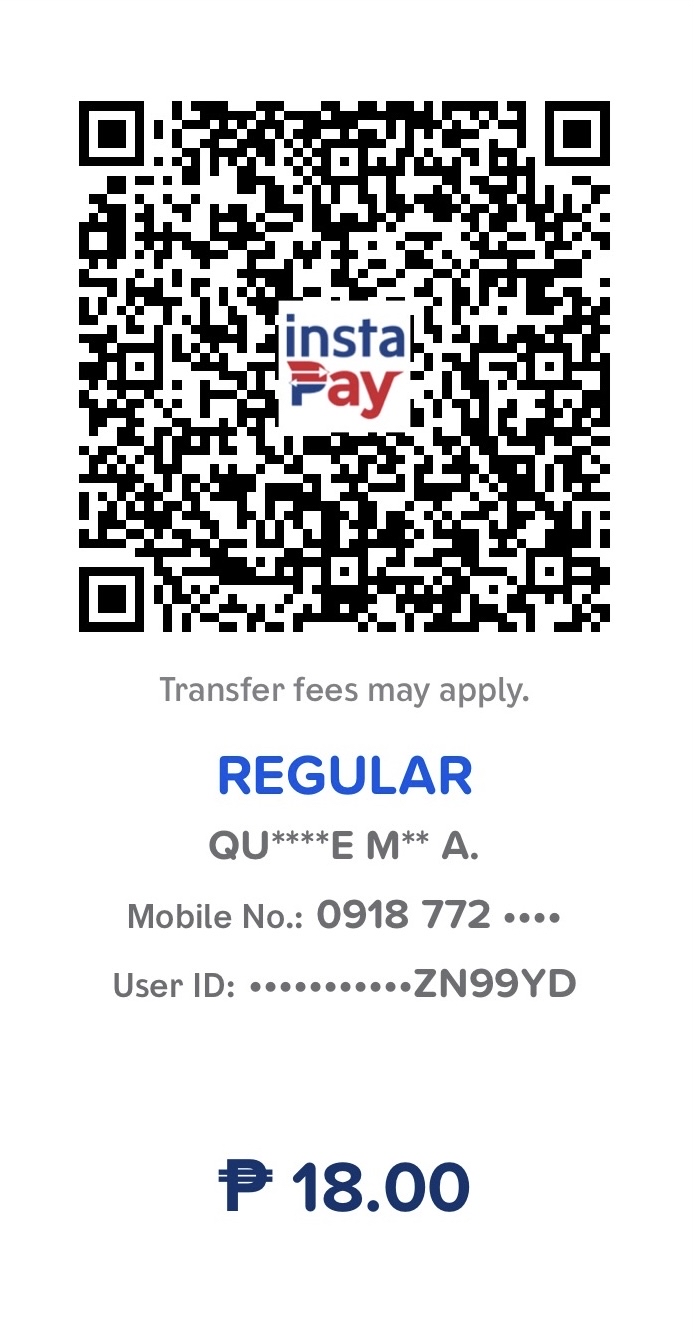 insta
Pay
Transfer fees may apply.
REGULAR
QU****E M** A.
Mobile No.: 0918 772 ••••
User ID: •••••••••••ZN99YD
₱ 18.00